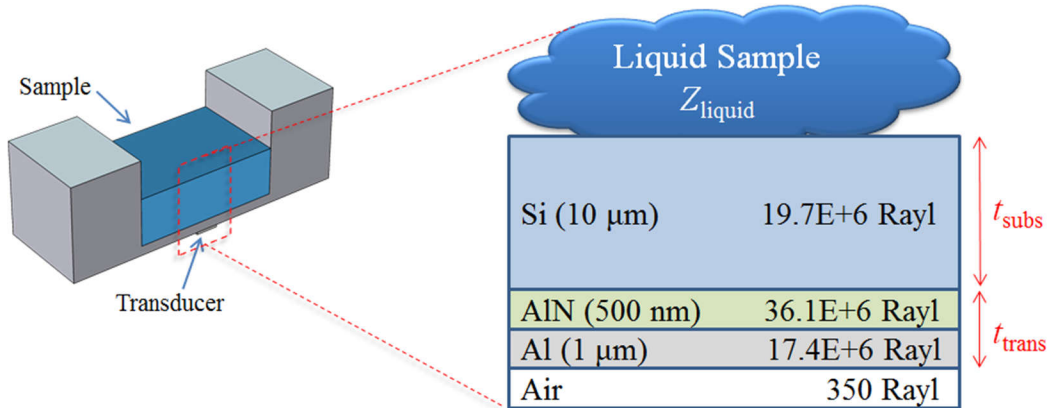 Sample
Transducer
Liquid Sample
Zliquid
Si (10 μm) 19.7E+6 Rayl
AlN (500 nm) 36.1E+6 Rayl
Al (1 μm) 17.4E+6 Rayl
Air 350 Rayl
tsubs
ttrans